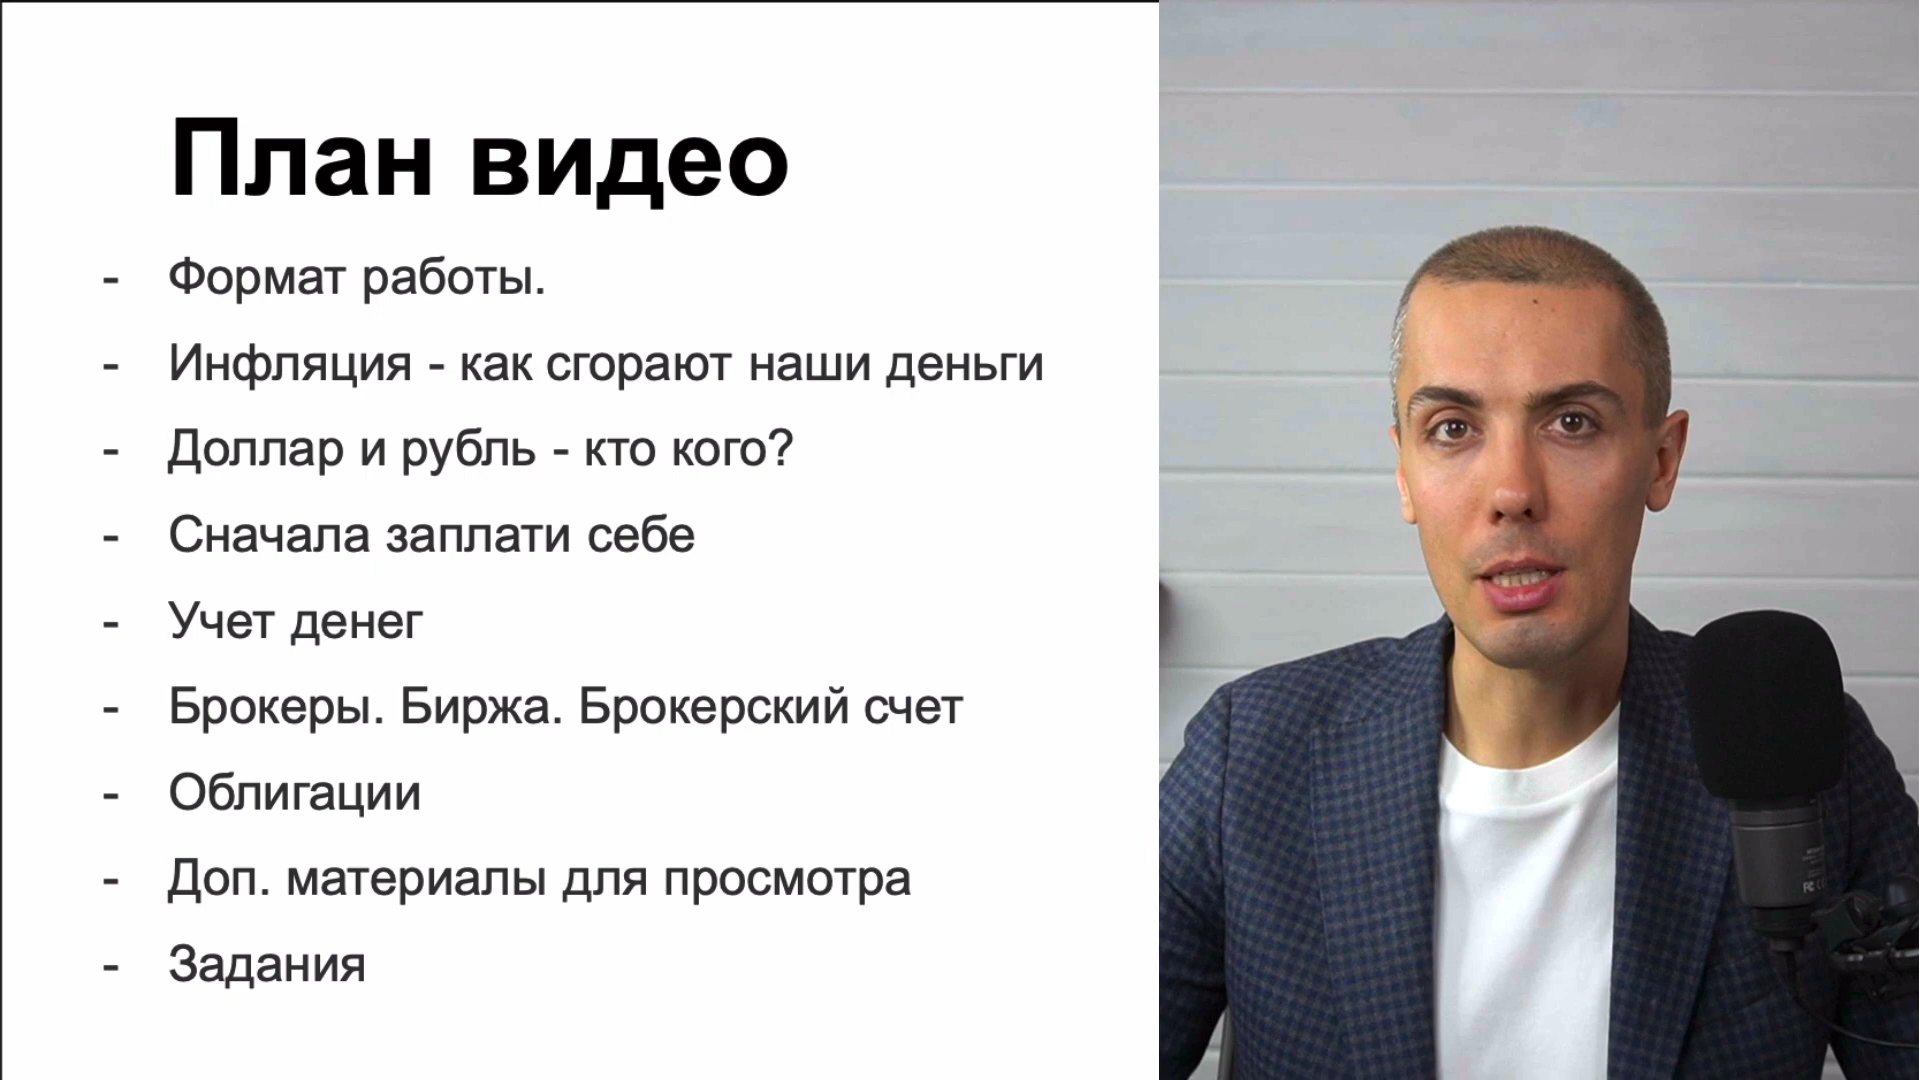 План видео
- Формат работы.
- Инфляция - как сгорают наши деньги
- Доллар и рубль - кто кого?
- Сначала заплати себе
- Учет денег
- Брокеры. Биржа. Брокерский счет
- Облигации
- Доп. материалы для просмотра
- Задания